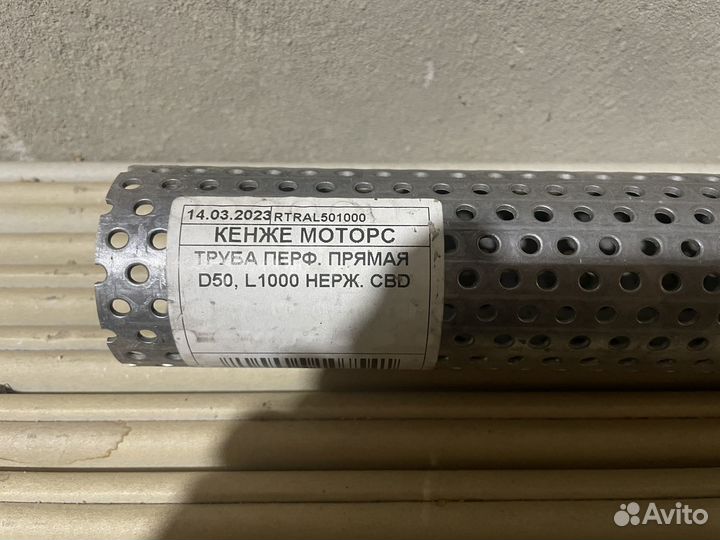 14.03.2023 RTRAL501000
КЕНЖЕ МОТОРС
ТРУБА ПЕРФ. ПРЯМАЯ
D50, L1000 НЕРЖ. CBD
Avito